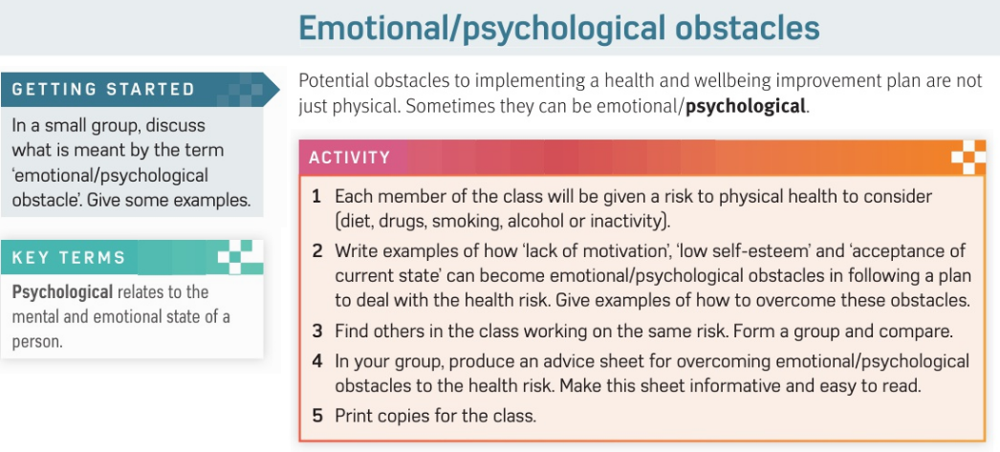 Emotional/psychological obstacles
GETTING STARTED
In a small group, discuss
what is meant by the term
‘emotional/psychological
obstacle’. Give some examples.
KEY TERMS
Psychological relates to the
mental and emotional state of a
person.
Potential obstacles to implementing a health and wellbeing improvement plan are not
just physical. Sometimes they can be emotional/psychological.
ACTIVITY
1 Each member of the class will be given a risk to physical health to consider
(diet, drugs, smoking, alcohol or inactivity).
2 Write examples of how ‘lack of motivation’, ‘low self-esteem’ and ‘acceptance of
current state’ can become emotional/psychological obstacles in following a plan
to deal with the health risk. Give examples of how to overcome these obstacles.
3 Find others in the class working on the same risk. Form a group and compare.
4 In your group, produce an advice sheet for overcoming emotional/psychological
obstacles to the health risk. Make this sheet informative and easy to read.
5 Print copies for the class.